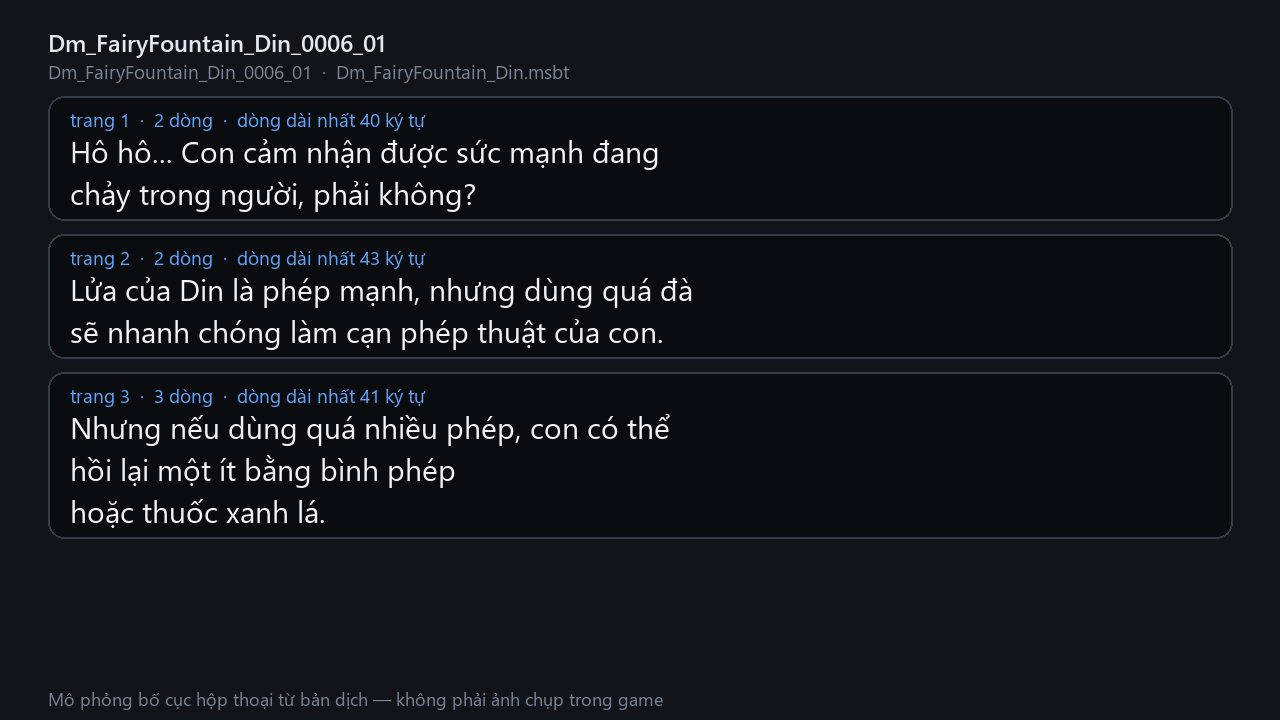 Dm_FairyFountain_Din_0006_01
Dm_FairyFountain_Din_0006_01 · Dm_FairyFountain_Din.msbt
trang 1 · 2 dòng · dòng dài nhất 40 ký tự
Hô hô... Con cảm nhận được sức mạnh đang
chảy trong người, phải không?
trang 2 · 2 dòng · dòng dài nhất 43 ký tự
Lửa của Din là phép mạnh, nhưng dùng quá đà
sẽ nhanh chóng làm cạn phép thuật của con.
trang 3 · 3 dòng · dòng dài nhất 41 ký tự
Nhưng nếu dùng quá nhiều phép, con có thể
hồi lại một ít bằng bình phép
hoặc thuốc xanh lá.
Mô phỏng bố cục hộp thoại từ bản dịch — không phải ảnh chụp trong game